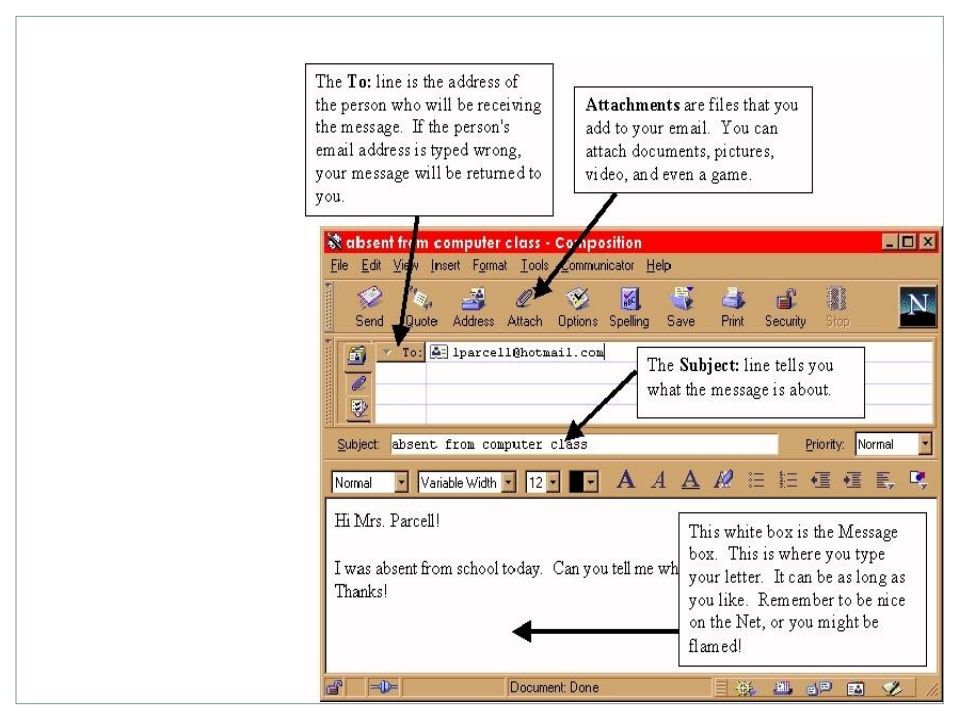 The To: line is the address of
the person who will be receiving
the message. If the person's
email address is typed wrong,
your message will be returned to
you.
Attachments are files that you
add to your email. You can
attach documents, pictures,
video, and even a game.
absent from computer class - Composition
File Edit View Insert Format Tools Communicator Help
Send Quote Address Attach Options Spelling Save Print Security Stop
N
To: lparcell@hotmail.com
The Subject: line tells you
what the message is about.
Subject: absent from computer class Priority: Normal
Normal Variable Width 12 A A A
Hi Mrs. Parcell!
I was absent from school today. Can you tell me wh
Thanks!
This white box is the Message
box. This is where you type
your letter. It can be as long as
you like. Remember to be nice
on the Net, or you might be
flamed!
Document: Done